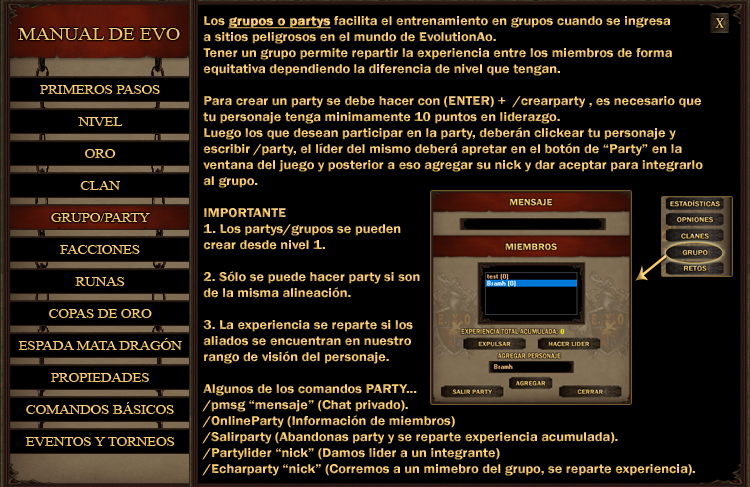 MANUAL DE EVO
PRIMEROS PASOS
NIVEL
ORO
CLAN
GRUPO/PARTY
FACCIONES
RUNAS
COPAS DE ORO
ESPADA MATA DRAGÓN
PROPIEDADES
COMANDOS BÁSICOS
EVENTOS Y TORNEOS
X
Los grupos o partys facilita el entrenamiento en grupos cuando se ingresa
a sitios peligrosos en el mundo de EvolutionAo.
Tener un grupo permite repartir la experiencia entre los miembros de forma
equitativa dependiendo la diferencia de nivel que tengan.
Para crear un party se debe hacer con (ENTER) + /crearparty , es necesario que
tu personaje tenga minimamente 10 puntos en liderazgo.
Luego los que desean participar en la party, deberán clickear tu personaje y
escribir /party, el líder del mismo deberá apretar en el botón de “Party” en la
ventana del juego y posterior a eso agregar su nick y dar aceptar para integrarlo
al grupo.
IMPORTANTE
1. Los partys/grupos se pueden
crear desde nivel 1.
2. Sólo se puede hacer party si son
de la misma alineación.
3. La experiencia se reparte si los
aliados se encuentran en nuestro
rango de visión del personaje.
Algunos de los comandos PARTY...
/pmsg “mensaje” (Chat privado).
/OnlineParty (Información de miembros)
/Salirparty (Abandonas party y se reparte experiencia acumulada).
/Partylider “nick” (Damos lider a un integrante)
/Echarparty “nick” (Corremos a un mimebro del grupo, se reparte experiencia).
MENSAJE
MIEMBROS
test (0)
Bramh (0)
EXPERIENCIA TOTAL ACUMULADA: 0
EXPULSAR
HACER LIDER
AGREGAR PERSONAJE
Bramh
AGREGAR
SALIR PARTY
CERRAR
ESTADÍSTICAS
OPNIONES
CLANES
GRUPO
RETOS